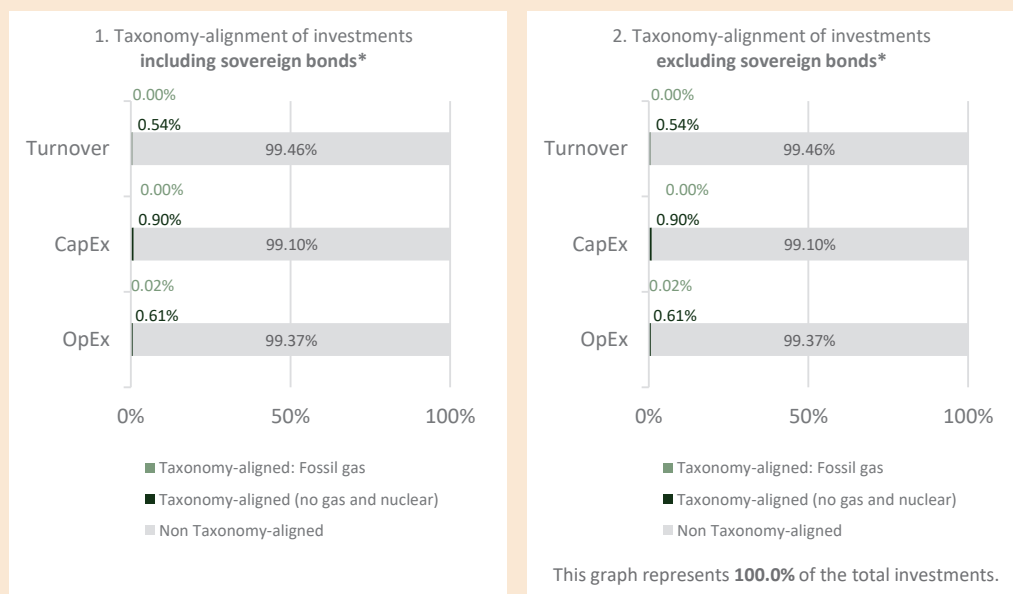 1. Taxonomy-alignment of investments
including sovereign bonds*
0.00%
0.54%
Turnover
99.46%
0.00%
0.90%
CapEx
99.10%
0.02%
0.61%
OpEx
99.37%
0%
50%
100%
Taxonomy-aligned: Fossil gas
Taxonomy-aligned (no gas and nuclear)
Non Taxonomy-aligned
2. Taxonomy-alignment of investments
excluding sovereign bonds*
0.00%
0.54%
Turnover
99.46%
0.00%
0.90%
CapEx
99.10%
0.02%
0.61%
OpEx
99.37%
0%
50%
100%
Taxonomy-aligned: Fossil gas
Taxonomy-aligned (no gas and nuclear)
Non Taxonomy-aligned
This graph represents 100.0% of the total investments.